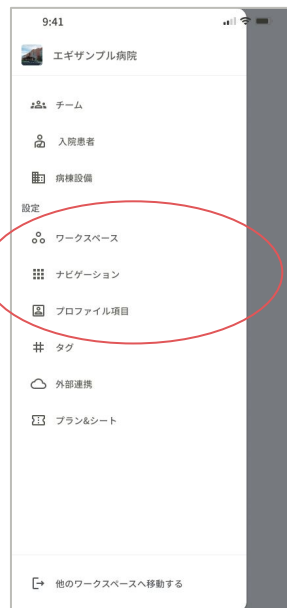 9:41
エギザンプル病院
チーム
入院患者
病棟設備
設定
ワークスペース
ナビゲーション
プロファイル項目
タグ
外部連携
プラン&シート
他のワークスペースへ移動する